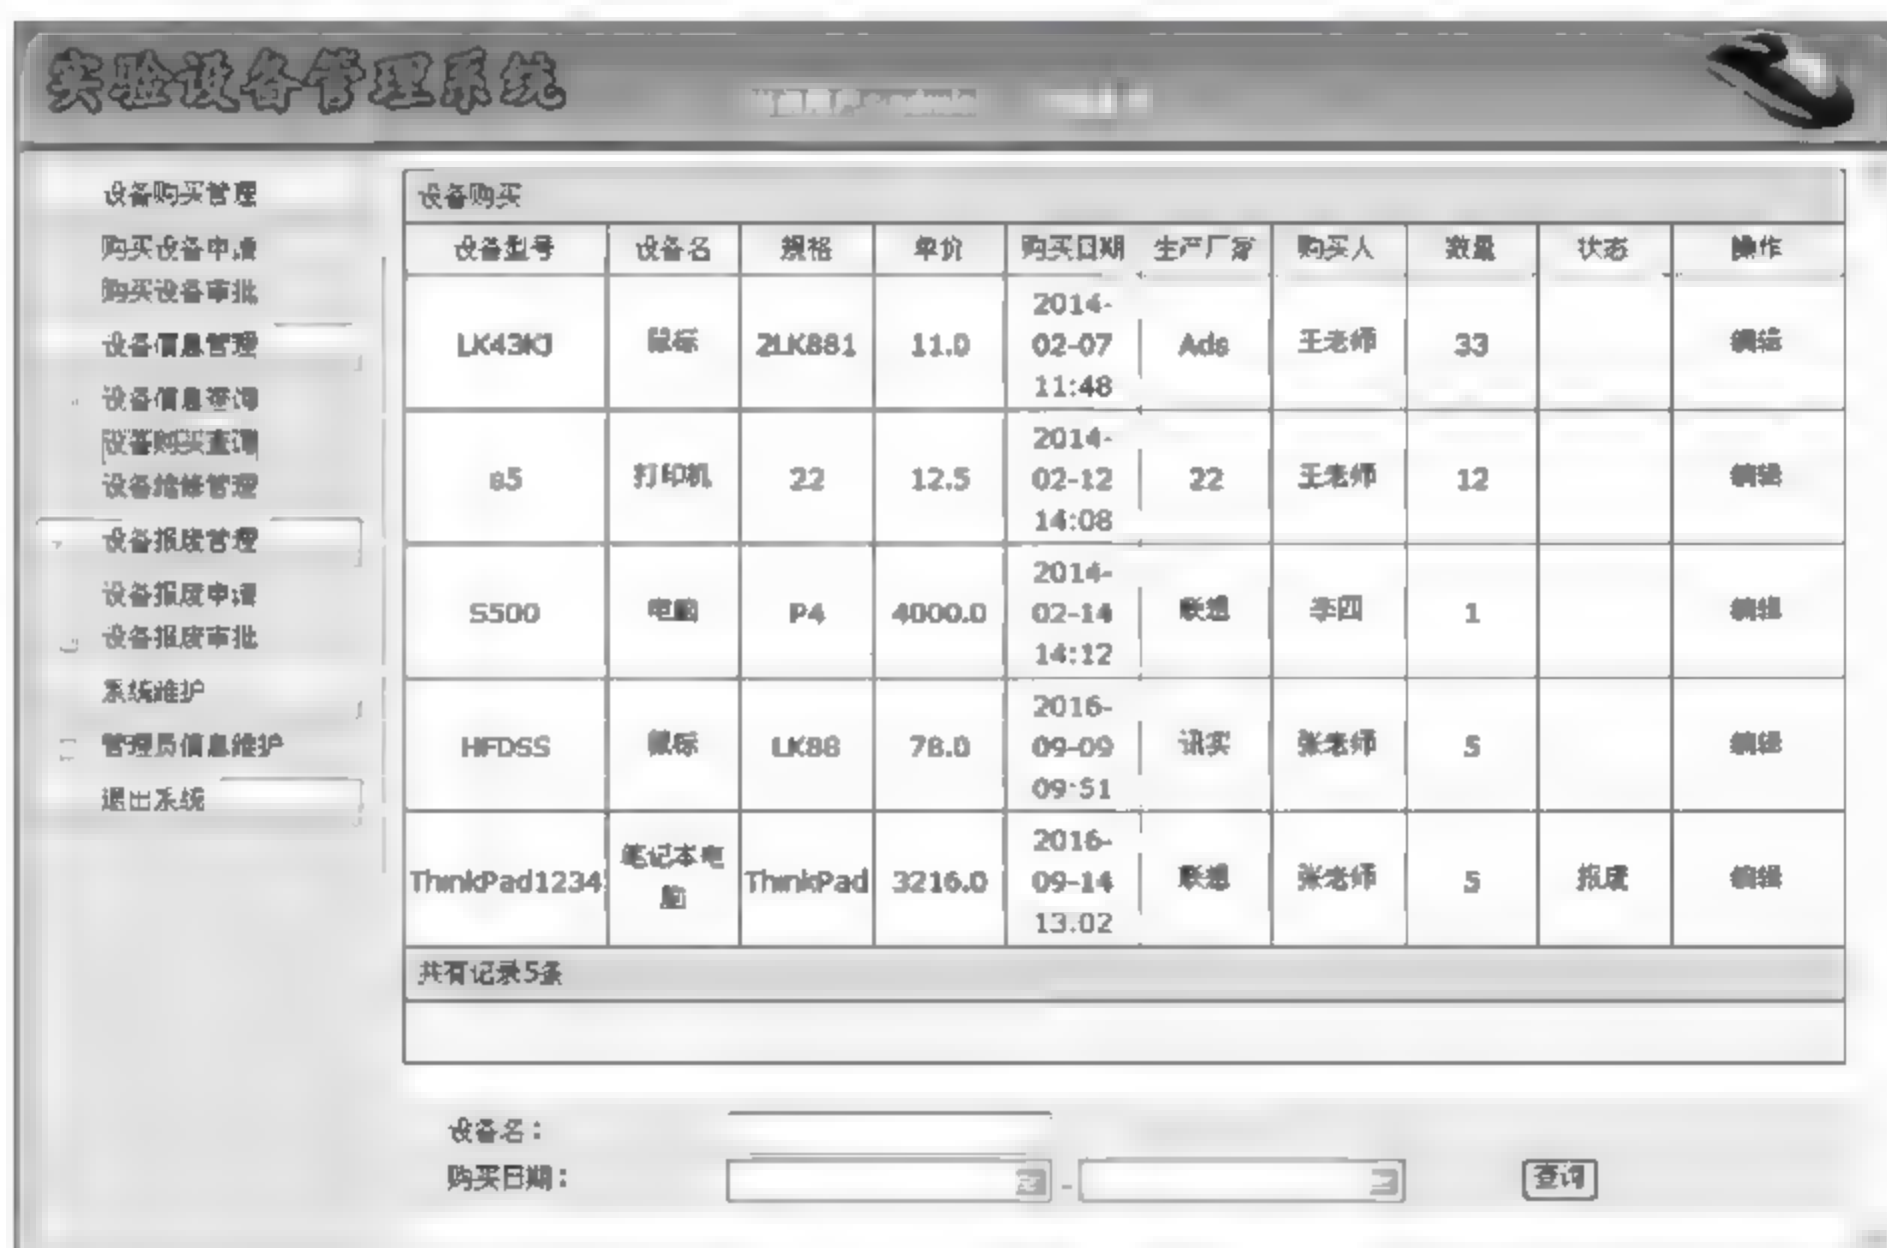 实验设备管理系统
设备购买管理
购买设备申请
购买设备审批
设备信息管理
设备信息查询
设备购买查询
设备维修管理
设备报废管理
设备报废申请
设备报废审批
系统维护
管理员信息维护
退出系统
设备购买
设备型号 设备名 规格 单价 购买日期 生产厂家 购买人 数量 状态 操作
LK43KJ 鼠标 2LK881 11.0 2014-02-07 11:48 Ads 王老师 33 编辑
s5 打印机 22 12.5 2014-02-12 14:08 22 王老师 12 编辑
S500 电脑 P4 4000.0 2014-02-14 14:12 联想 李四 1 编辑
HFDSS 鼠标 LK88 78.0 2016-09-09 09:51 讯实 张老师 5 编辑
ThinkPad1234 笔记本电脑 ThinkPad 3216.0 2016-09-14 13:02 联想 张老师 5 报废 编辑
共有记录5条
设备名：
购买日期： -
查询